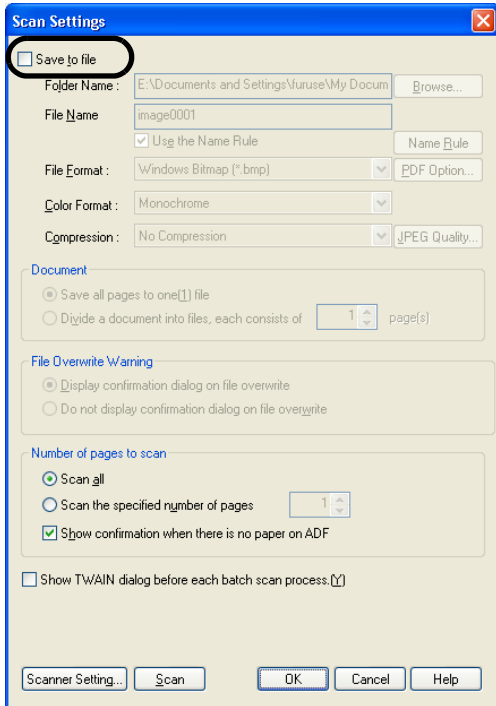 Scan Settings
Save to file
Folder Name : E:\Documents and Settings\furuse\My Docum Browse...
File Name image0001
Use the Name Rule Name Rule
File Format : Windows Bitmap (*.bmp) PDF Option...
Color Format : Monochrome
Compression : No Compression JPEG Quality...
Document
Save all pages to one(1) file
Divide a document into files, each consists of 1 page(s)
File Overwrite Warning
Display confirmation dialog on file overwrite
Do not display confirmation dialog on file overwrite
Number of pages to scan
Scan all
Scan the specified number of pages 1
Show confirmation when there is no paper on ADF
Show TWAIN dialog before each batch scan process.(Y)
Scanner Setting... Scan OK Cancel Help